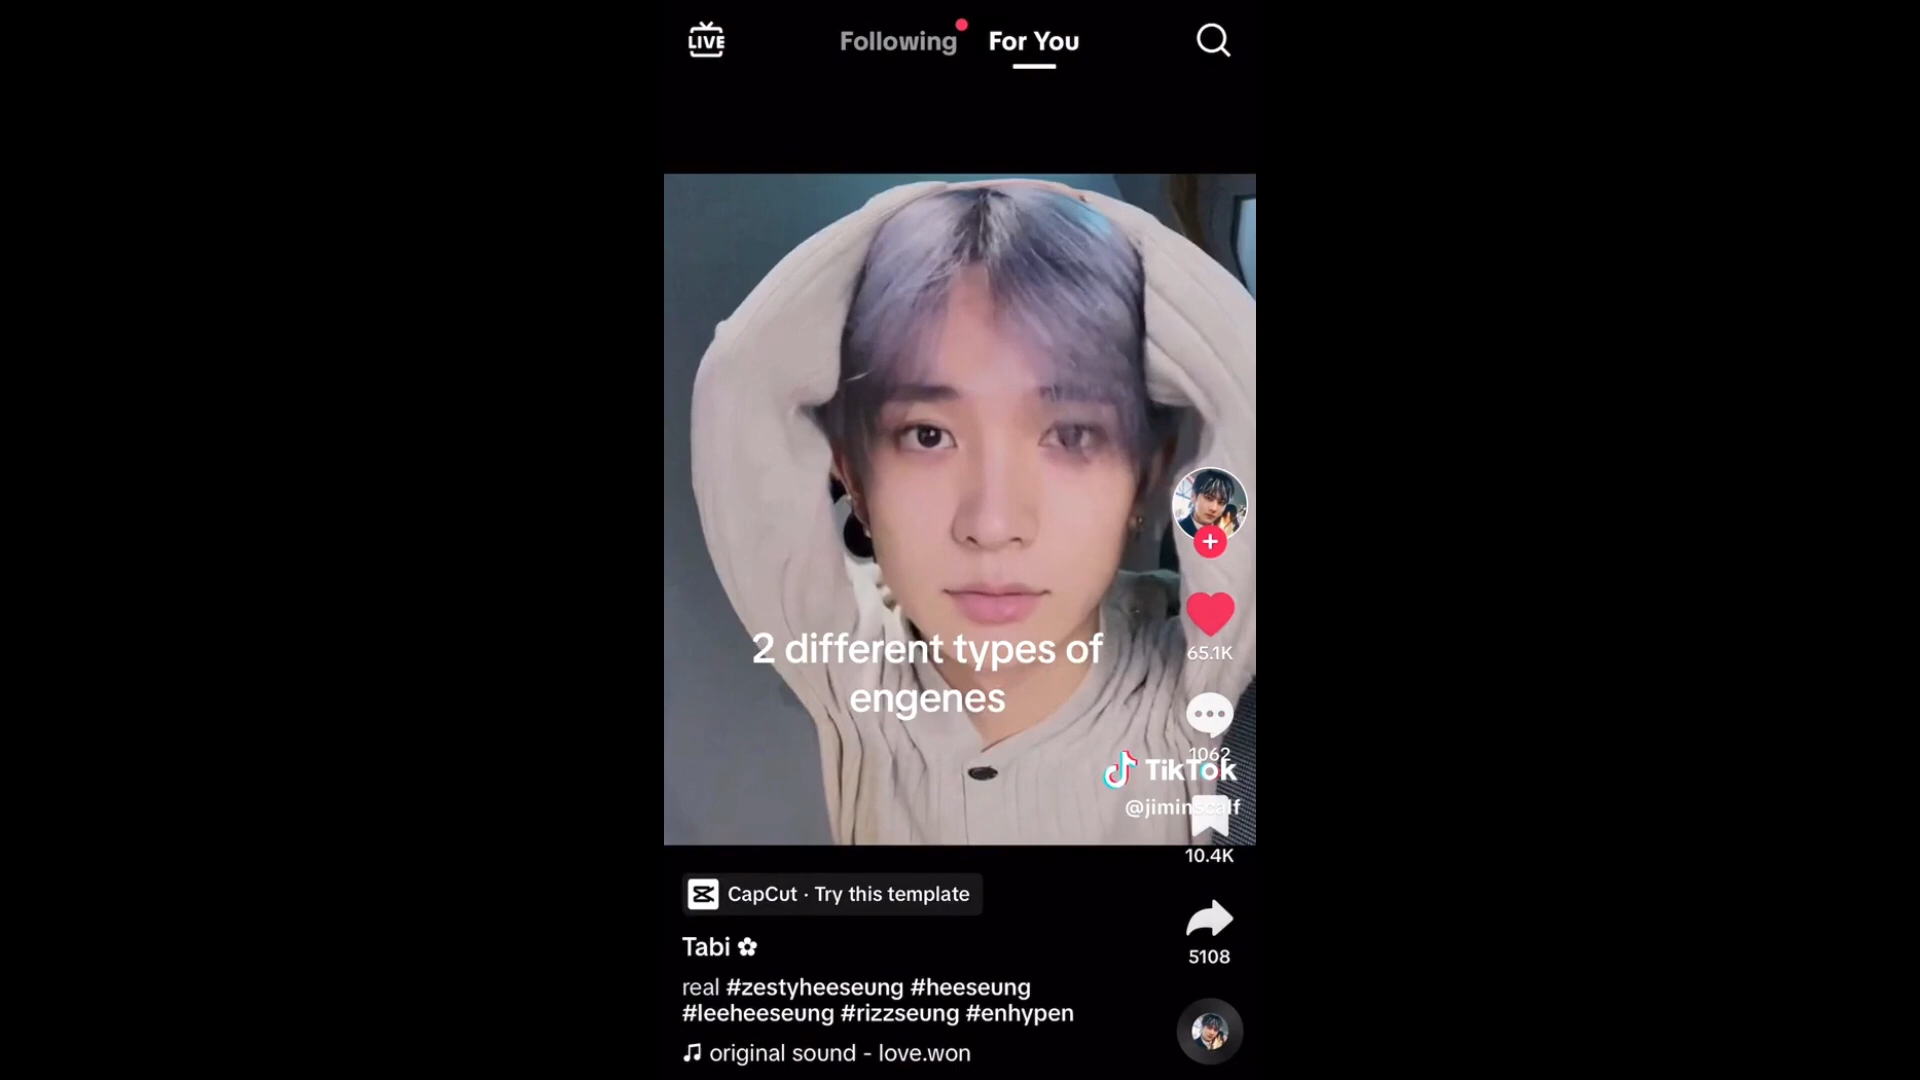 LIVE
Following
For You
2 different types of
engenes
65.1K
1062
TikTok
@jiminscalf
10.4K
CapCut · Try this template
Tabi ✿
5108
real #zestyheeseung #heeseung
#leeheeseung #rizzseung #enhypen
original sound - love.won